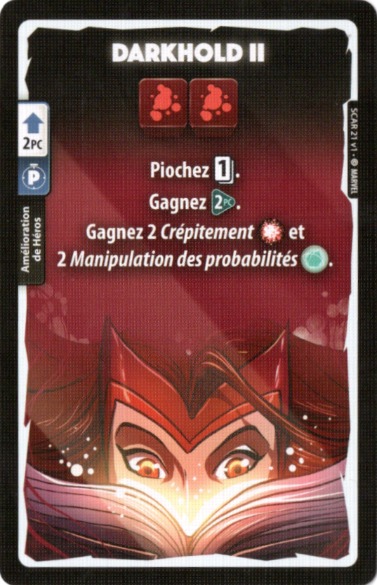 DARKHOLD II
2PC
P
Amélioration
de Héros
SCAR 21 v1 • © MARVEL
Piochez 1.
Gagnez 2PC.
Gagnez 2 Crépitement et
2 Manipulation des probabilités .